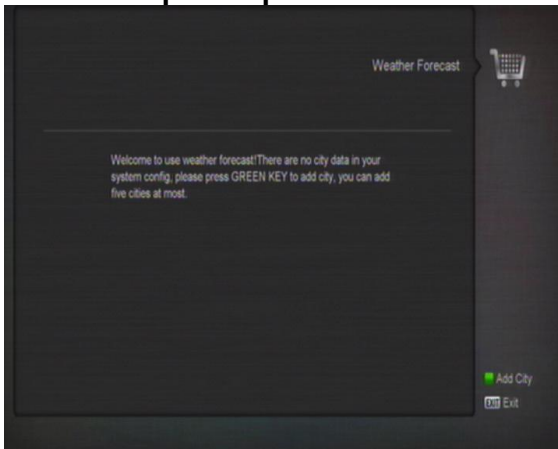 Weather Forecast
Welcome to use weather forecast!There are no city data in your
system config, please press GREEN KEY to add city, you can add
five cities at most.
Add City
EXIT Exit